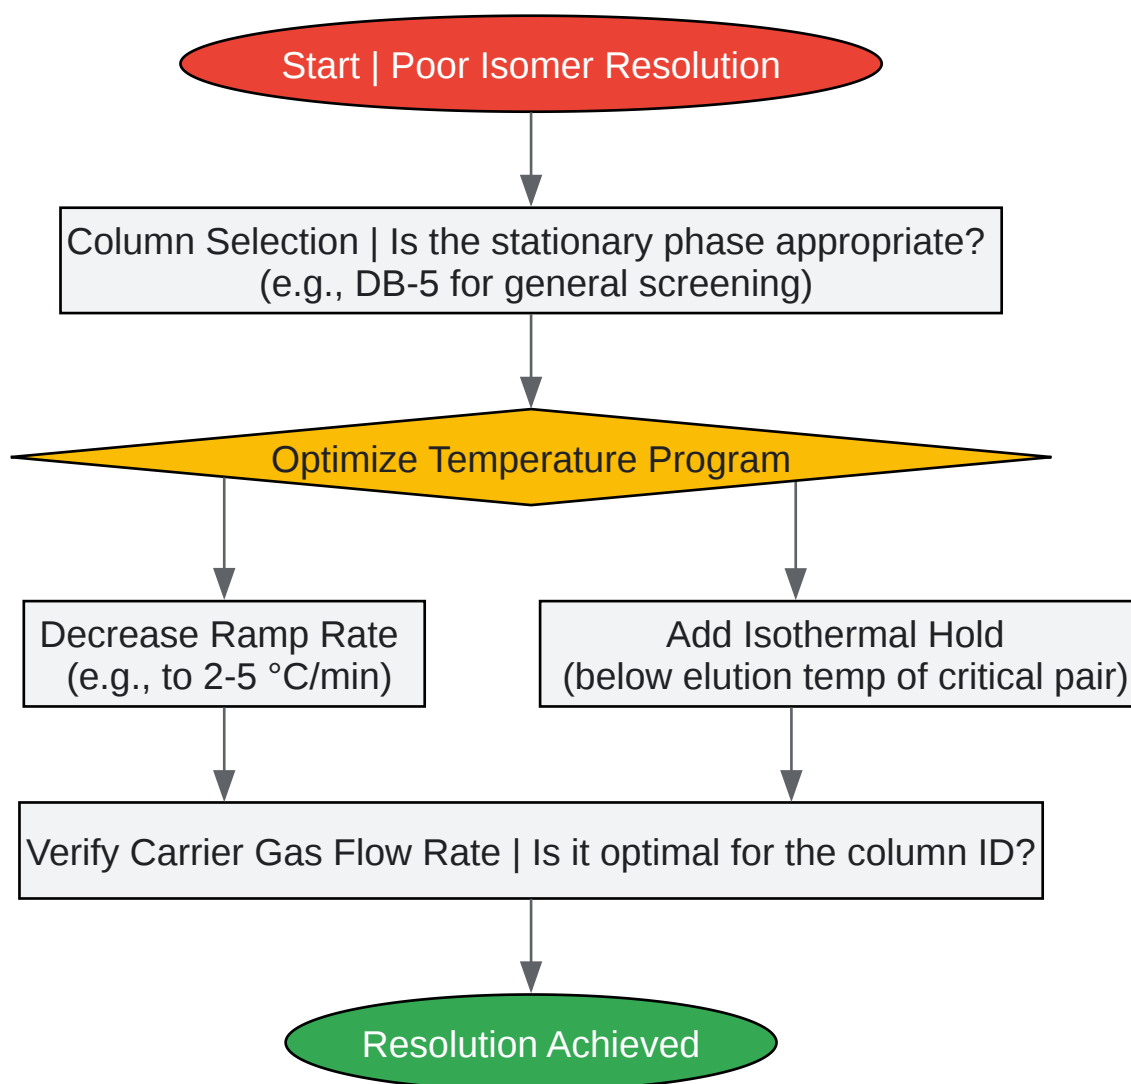 Start | Poor Isomer Resolution
Column Selection | Is the stationary phase appropriate?
(e.g., DB-5 for general screening)
Optimize Temperature Program
Decrease Ramp Rate
(e.g., to 2-5 °C/min)
Add Isothermal Hold
(below elution temp of critical pair)
Verify Carrier Gas Flow Rate | Is it optimal for the column ID?
Resolution Achieved